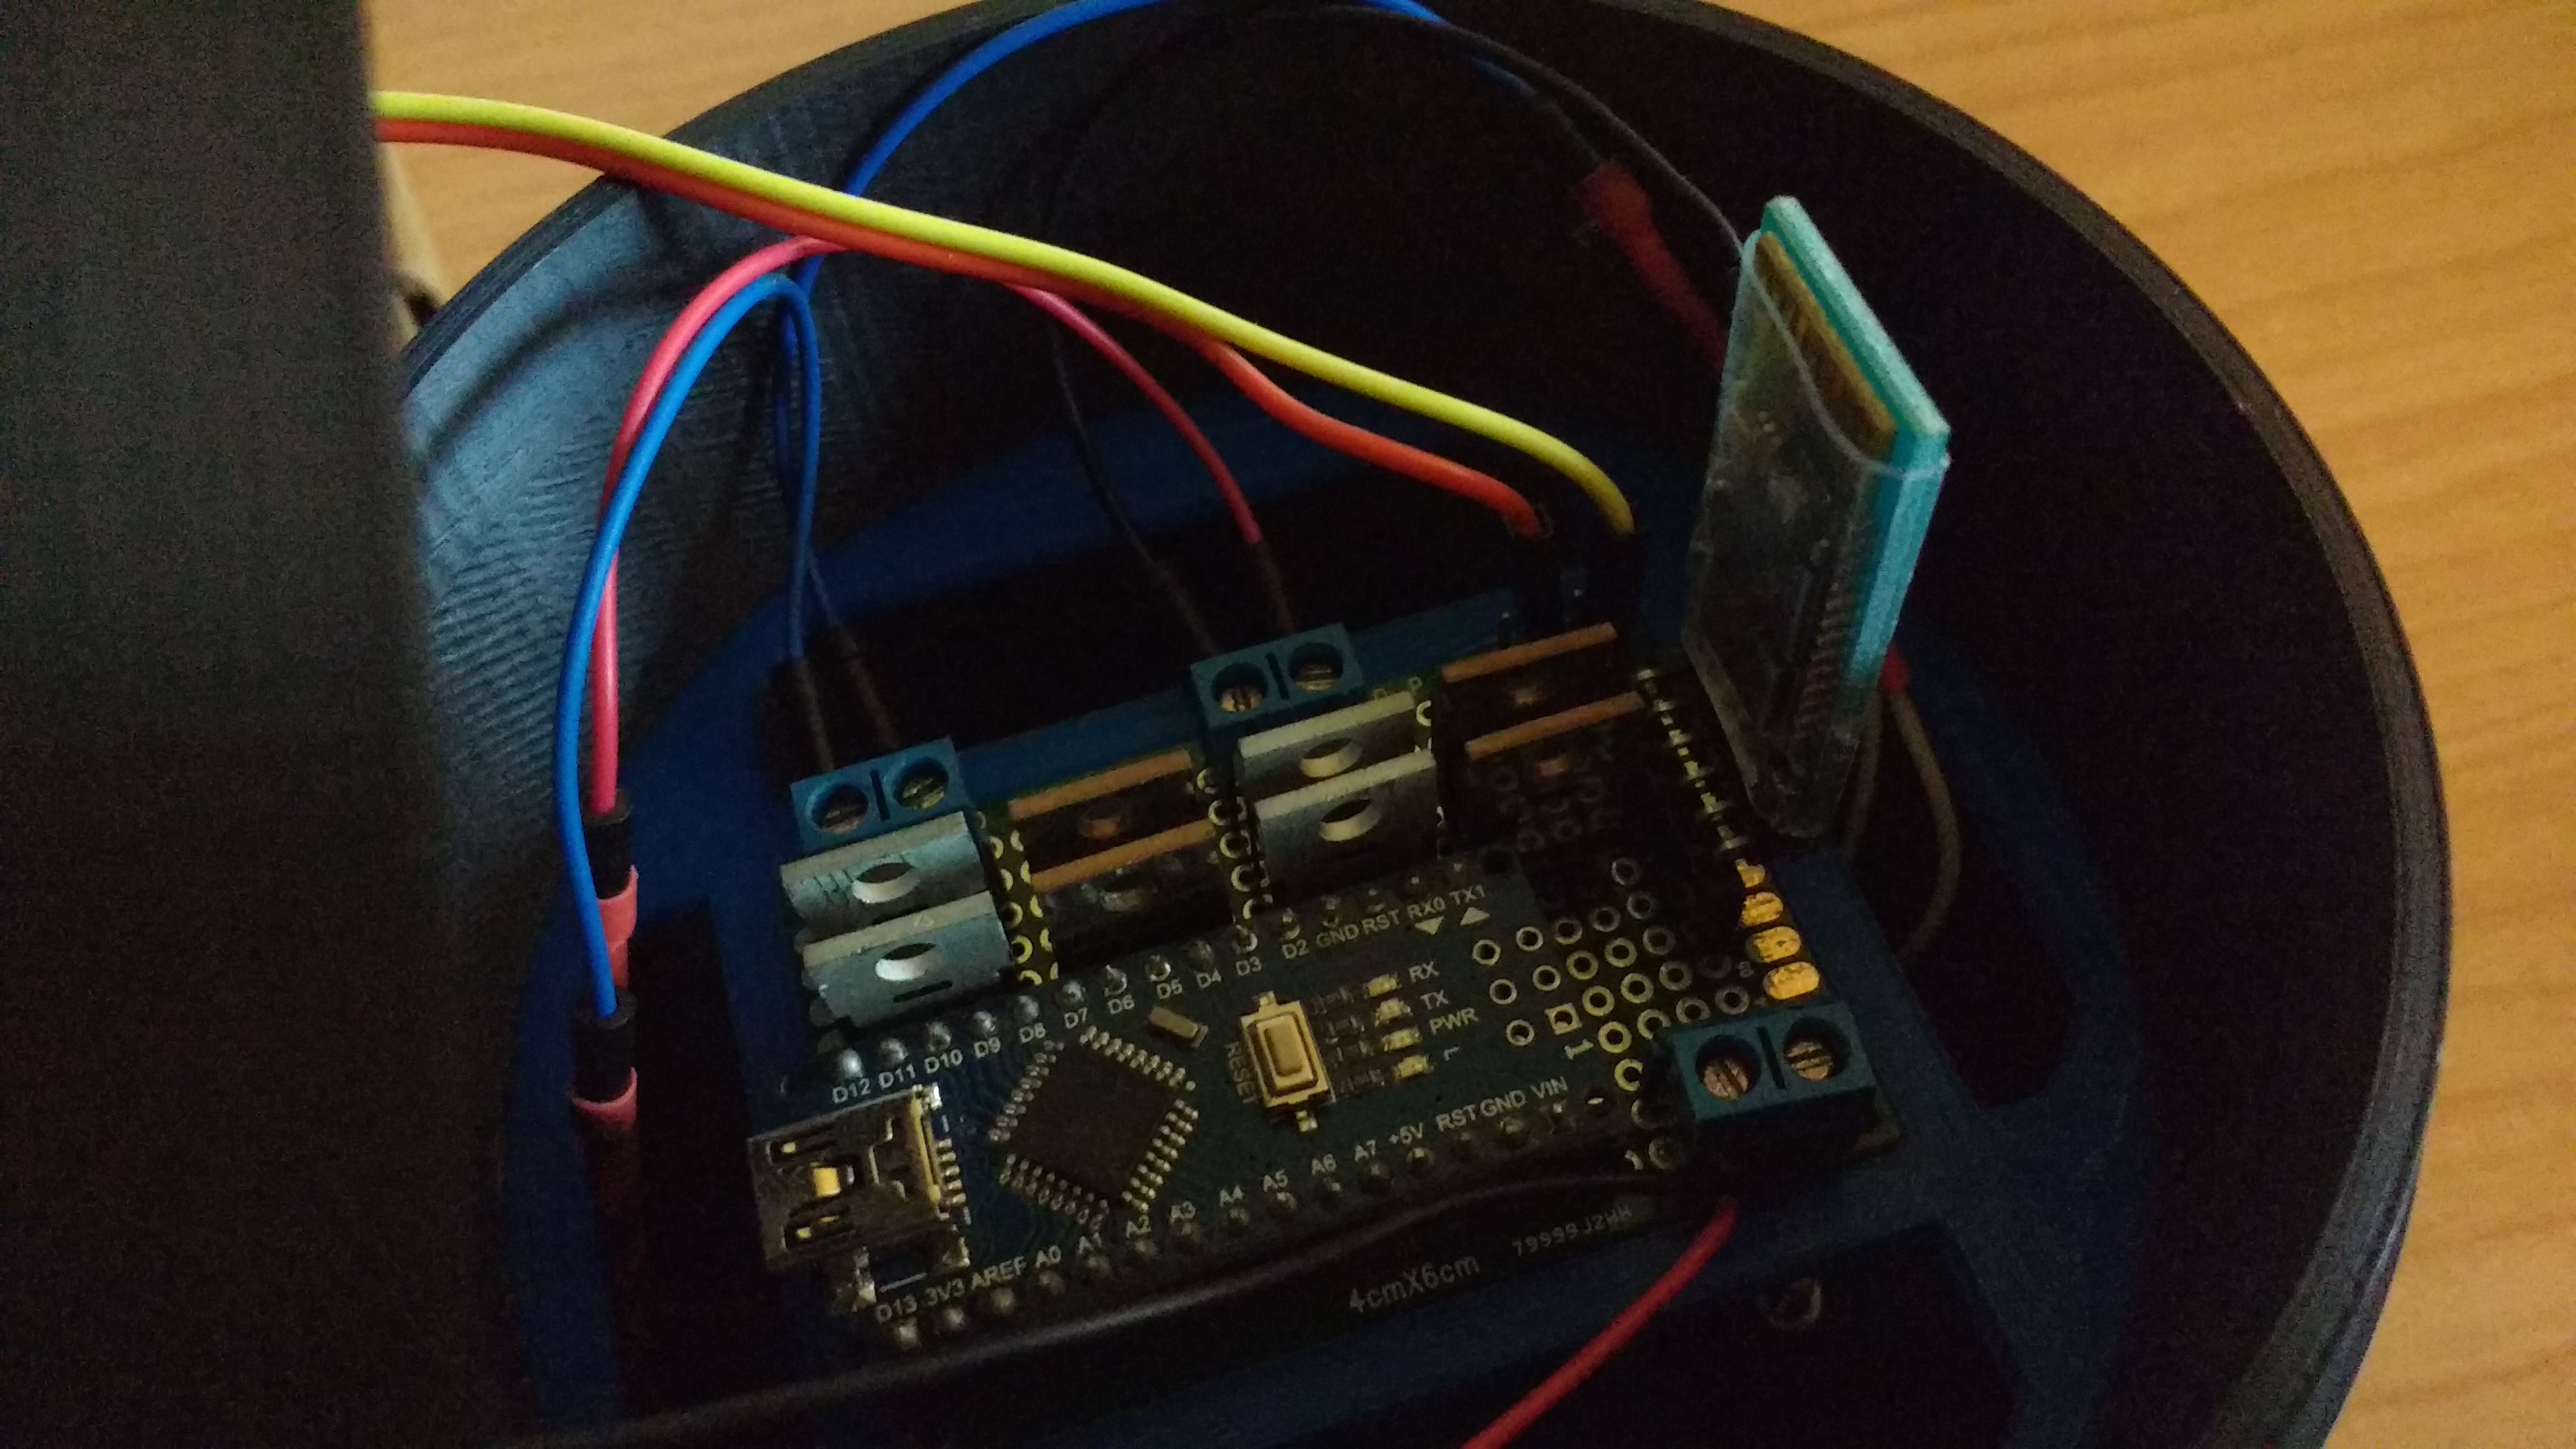 D12 D11 D10 D9 D8 D7 D6 D5 D4 D3 D2 GND RST RX0 TX1
RX
TX
PWR
L
RESET
1
D13 3V3 AREF A0 A1 A2 A3 A4 A5 A6 A7 +5V RST GND VIN
4cmX6cm